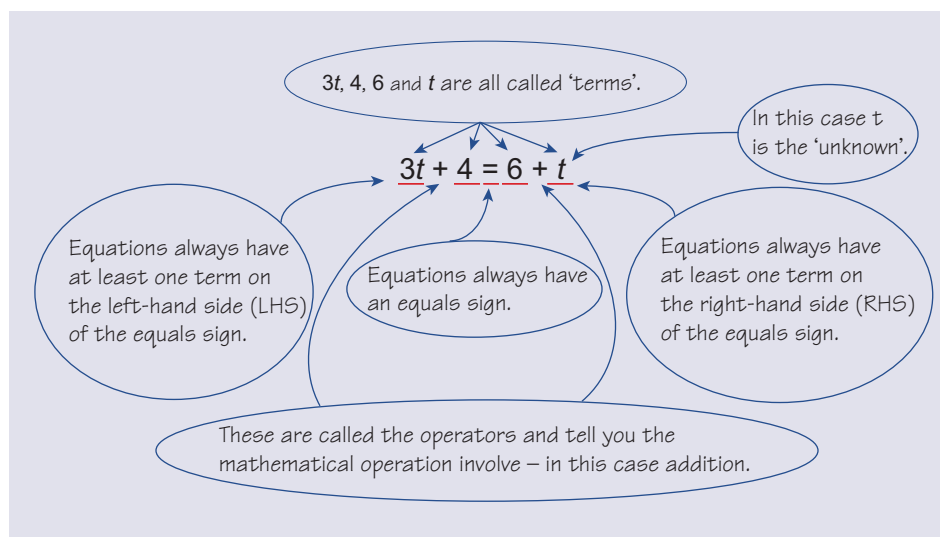 3t, 4, 6 and t are all called ‘terms’.
In this case t
is the ‘unknown’.
3t + 4 = 6 + t
Equations always have
at least one term on
the left-hand side (LHS)
of the equals sign.
Equations always have
an equals sign.
Equations always have
at least one term on
the right-hand side (RHS)
of the equals sign.
These are called the operators and tell you the
mathematical operation involve – in this case addition.